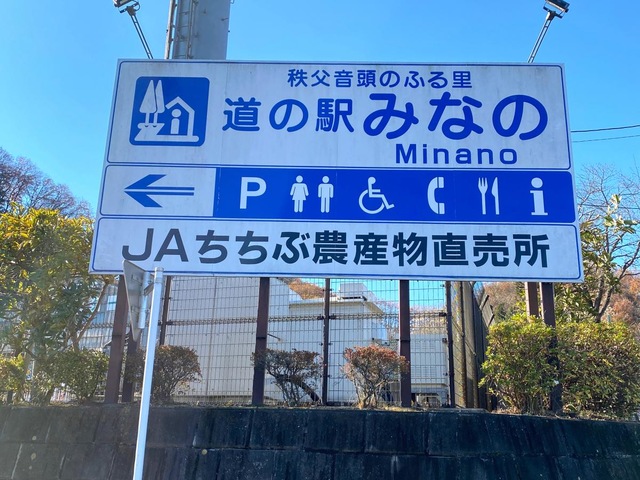 秩父音頭のふる里
道の駅みなの
Minano
P
JAちちぶ農産物直売所